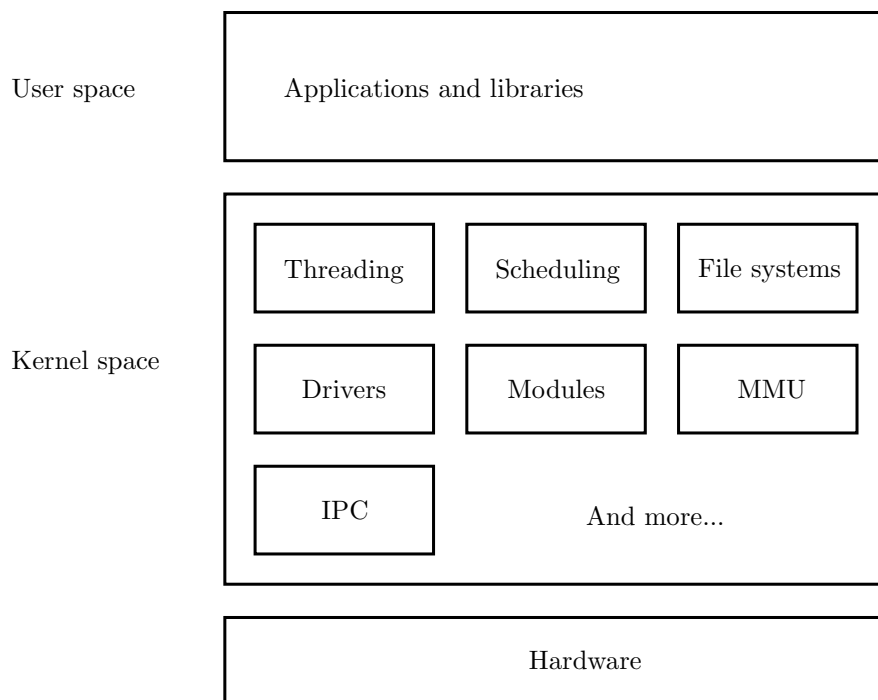 User space
Applications and libraries
Threading
Scheduling
File systems
Kernel space
Drivers
Modules
MMU
IPC
And more...
Hardware